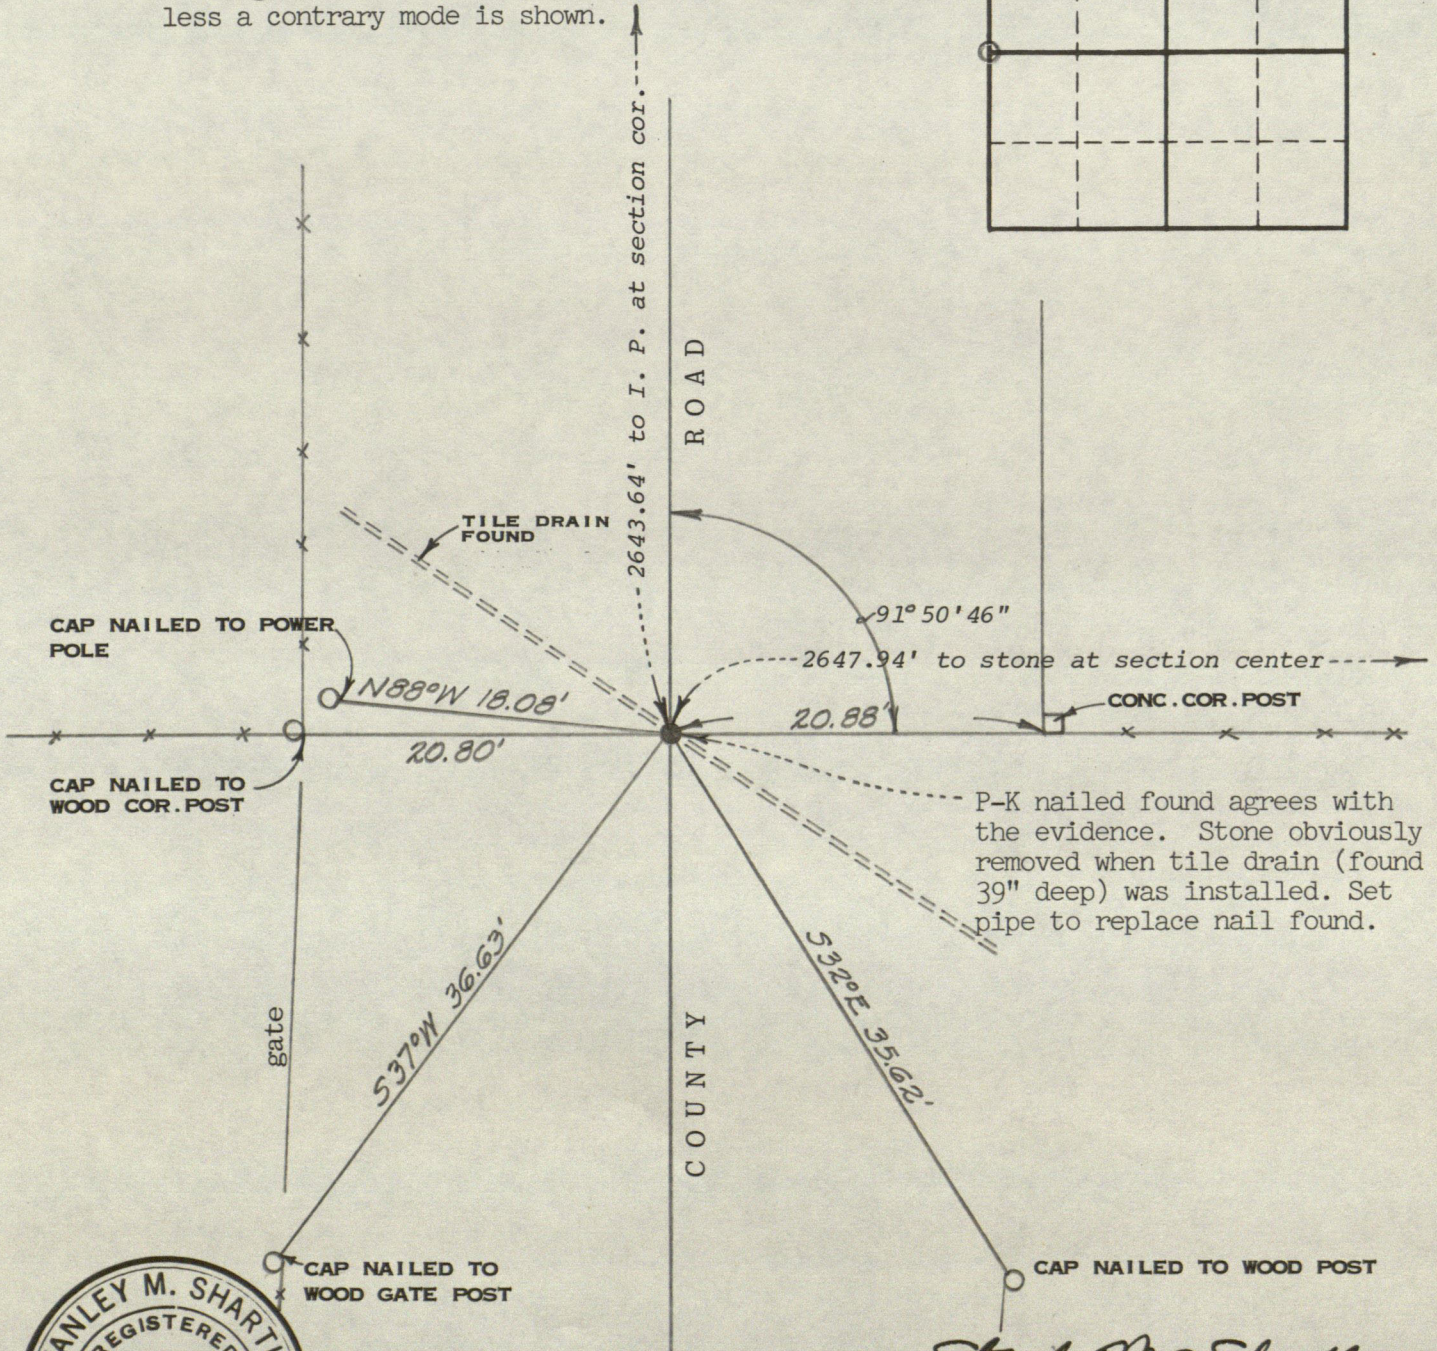 less a contrary mode is shown.
2643.64' to I. P. at section cor.
ROAD
TILE DRAIN
FOUND
91°50'46"
CAP NAILED TO POWER
POLE
2647.94' to stone at section center
N88°W 18.08'
20.88'
CONC.COR.POST
20.80'
CAP NAILED TO
WOOD COR.POST
P-K nailed found agrees with
the evidence. Stone obviously
removed when tile drain (found
39" deep) was installed. Set
pipe to replace nail found.
gate
S37°W 36.63'
S32°E 35.62'
COUNTY
CAP NAILED TO
WOOD GATE POST
CAP NAILED TO WOOD POST
ANLEY M. SHART
REGISTERED